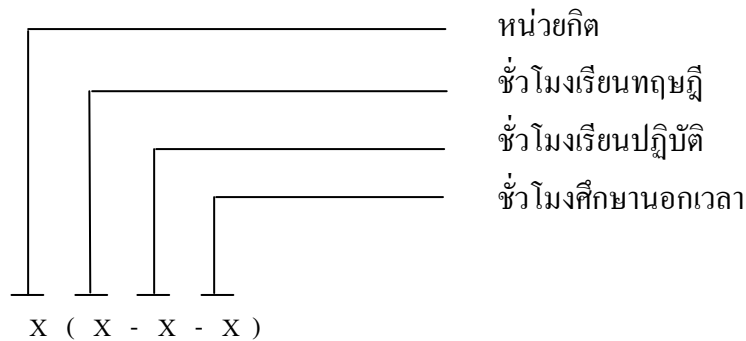 หน่วยกิต
ชั่วโมงเรียนทฤษฎี
ชั่วโมงเรียนปฏิบัติ
ชั่วโมงศึกษานอกเวลา
X ( X - X - X )